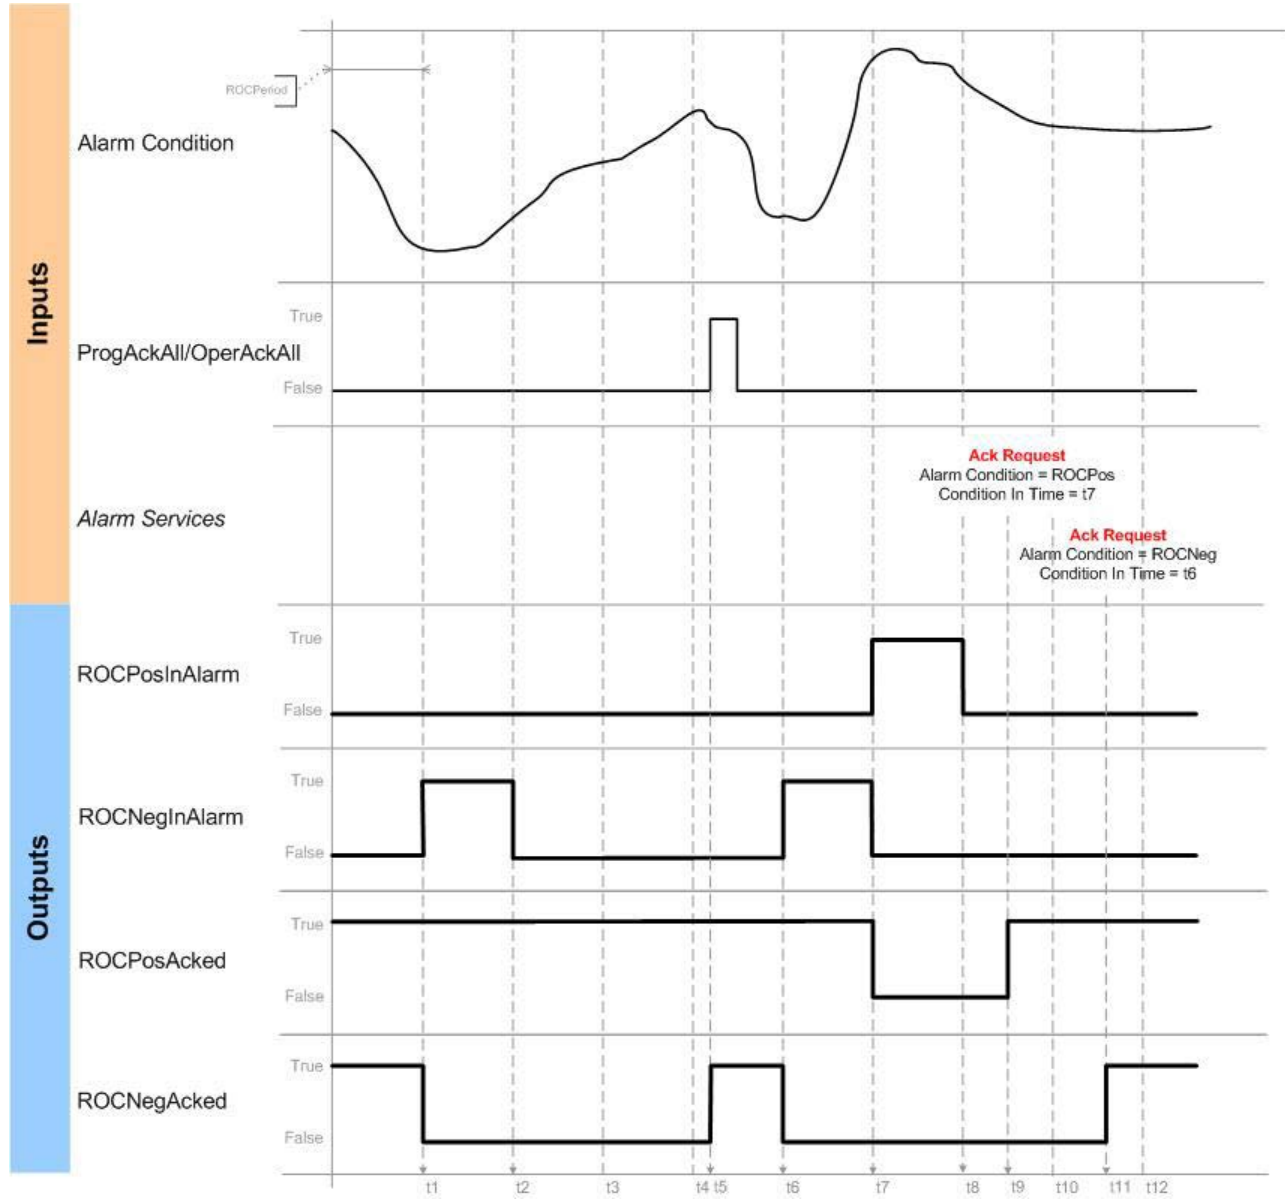 Inputs
ROCPeriod
Alarm Condition
True
ProgAckAll/OperAckAll
False
Ack Request
Alarm Condition = ROCPos
Condition In Time = t7
Alarm Services
Ack Request
Alarm Condition = ROCNeg
Condition In Time = t6
Outputs
True
ROCPosInAlarm
False
True
ROCNegInAlarm
False
True
ROCPosAcked
False
True
ROCNegAcked
False
t1 t2 t3 t4 t5 t6 t7 t8 t9 t10 t11 t12